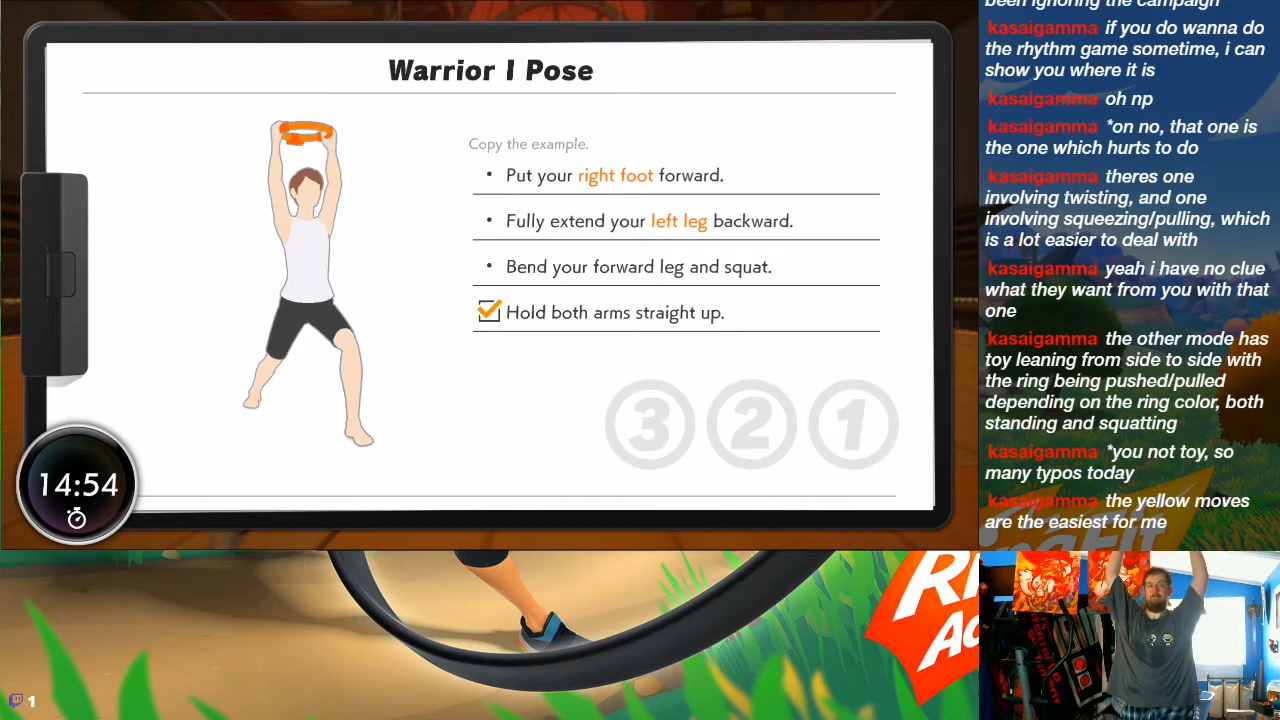 Warrior I Pose
Copy the example.
• Put your right foot forward.
• Fully extend your left leg backward.
• Bend your forward leg and squat.
Hold both arms straight up.
3 2 1
14:54
1
been ignoring the campaign
kasaigamma if you do wanna do
the rhythm game sometime, i can
show you where it is
kasaigamma oh np
kasaigamma *on no, that one is
the one which hurts to do
kasaigamma theres one
involving twisting, and one
involving squeezing/pulling, which
is a lot easier to deal with
kasaigamma yeah i have no clue
what they want from you with that
one
kasaigamma the other mode has
toy leaning from side to side with
the ring being pushed/pulled
depending on the ring color, both
standing and squatting
kasaigamma *you not toy, so
many typos today
kasaigamma the yellow moves
are the easiest for me